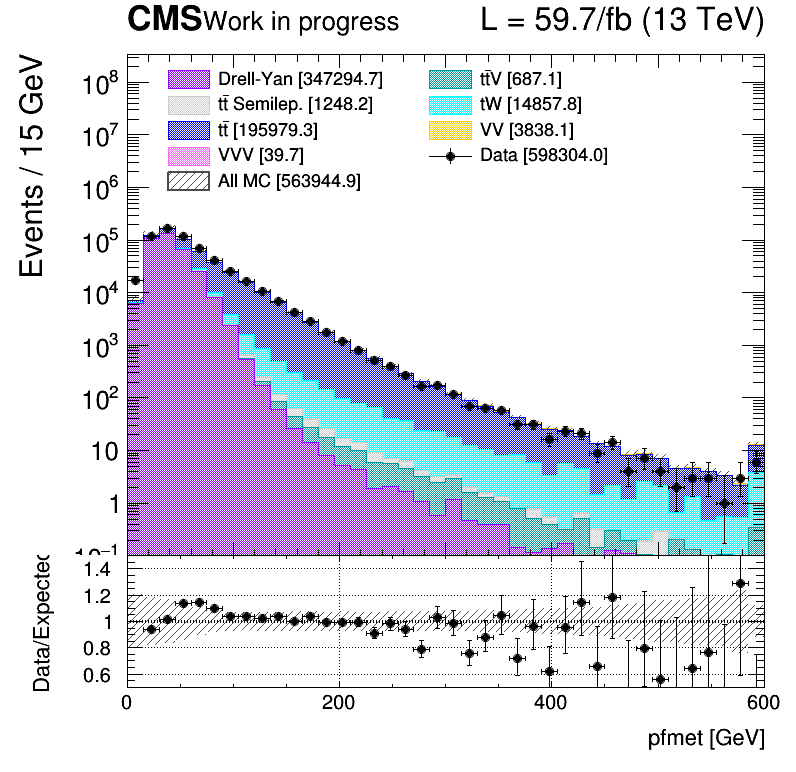 CMS Work in progress L = 59.7/fb (13 TeV)
Events / 15 GeV
10⁸
10⁷
10⁶
10⁵
10⁴
10³
10²
10
1
10⁻¹
Drell-Yan [347294.7]
tt̄ Semilep. [1248.2]
tt̄ [195979.3]
VVV [39.7]
All MC [563944.9]
tt̄V [687.1]
tW [14857.8]
VV [3838.1]
Data [598304.0]
Data/Expected
1.4
1.2
1
0.8
0.6
0 200 400 600
pfmet [GeV]